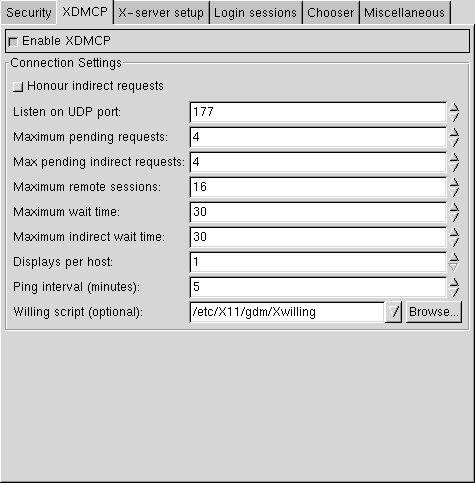 Security XDMCP X-server setup Login sessions Chooser Miscellaneous
Enable XDMCP
Connection Settings
Honour indirect requests
Listen on UDP port: 177
Maximum pending requests: 4
Max pending indirect requests: 4
Maximum remote sessions: 16
Maximum wait time: 30
Maximum indirect wait time: 30
Displays per host: 1
Ping interval (minutes): 5
Willing script (optional): /etc/X11/gdm/Xwilling Browse...